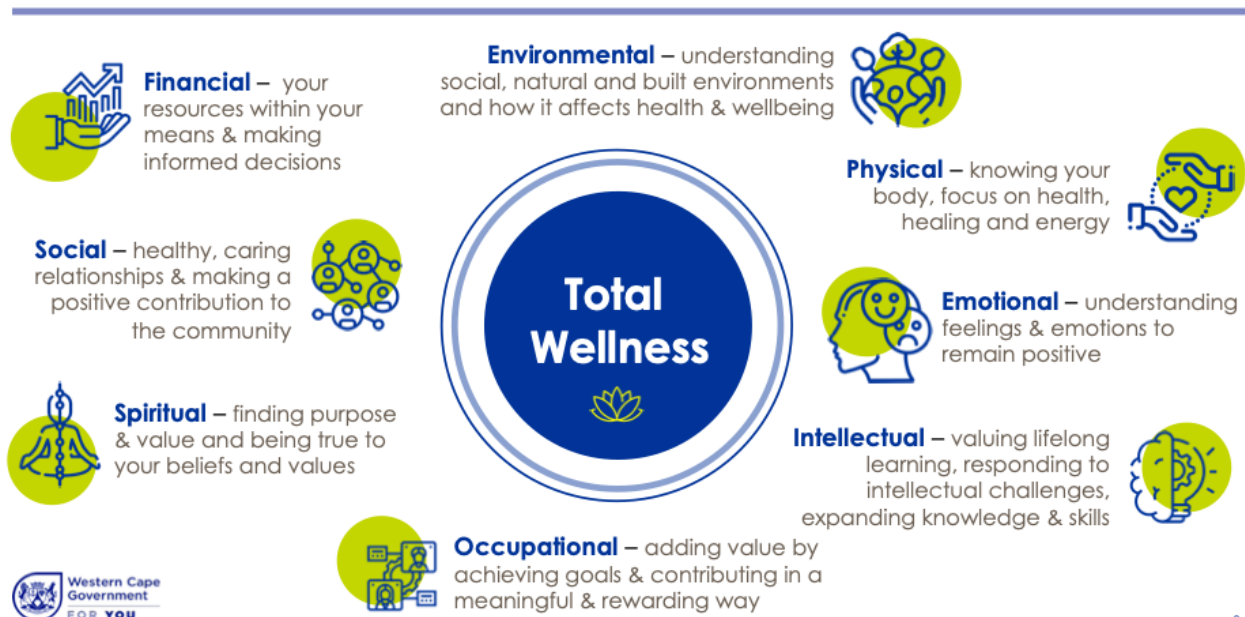 Financial – your
resources within your
means & making
informed decisions
Environmental – understanding
social, natural and built environments
and how it affects health & wellbeing
Physical – knowing your
body, focus on health,
healing and energy
Social – healthy, caring
relationships & making a
positive contribution to
the community
Total
Wellness
Emotional – understanding
feelings & emotions to
remain positive
Spiritual – finding purpose
& value and being true to
your beliefs and values
Intellectual – valuing lifelong
learning, responding to
intellectual challenges,
expanding knowledge & skills
Occupational – adding value by
achieving goals & contributing in a
meaningful & rewarding way
Western Cape
Government
FOR YOU